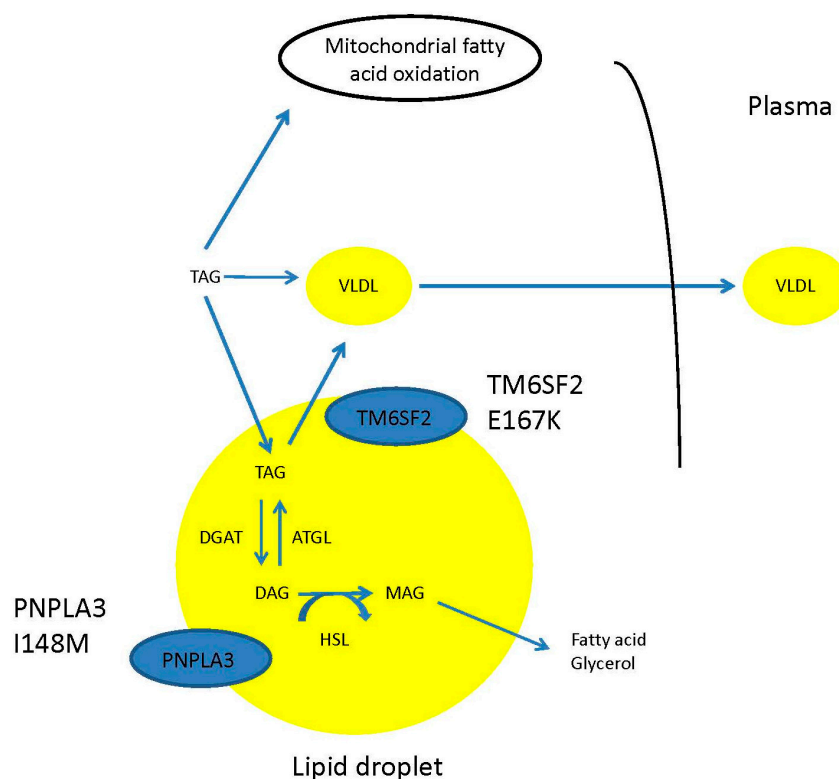 Mitochondrial fatty
acid oxidation
Plasma
TAG
VLDL
VLDL
TM6SF2
TM6SF2
E167K
TAG
DGAT
ATGL
DAG
MAG
PNPLA3
I148M
HSL
PNPLA3
Fatty acid
Glycerol
Lipid droplet